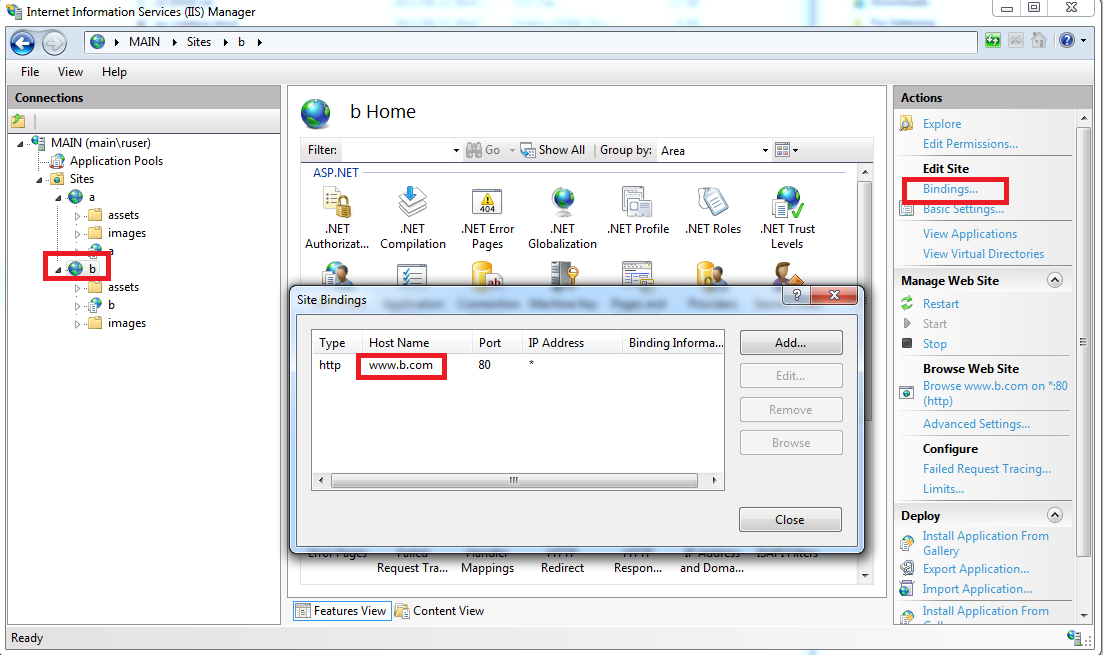 Internet Information Services (IIS) Manager
MAIN Sites b
File View Help
Connections
MAIN (main\ruser)
Application Pools
Sites
a
assets
images
a
b
assets
b
images
b Home
Filter: Go Show All Group by: Area
ASP.NET
.NET Authorizat...
.NET Compilation
.NET Error Pages
.NET Globalization
.NET Profile
.NET Roles
.NET Trust Levels
Site Bindings
Type Host Name Port IP Address Binding Informa...
http www.b.com 80 *
Add...
Edit...
Remove
Browse
Close
Error Pages
Failed Request Tra...
Handler Mappings
HTTP Redirect
HTTP Respon...
IP Address and Doma...
ISAPI Filters
Features View Content View
Actions
Explore
Edit Permissions...
Edit Site
Bindings...
Basic Settings...
View Applications
View Virtual Directories
Manage Web Site
Restart
Start
Stop
Browse Web Site
Browse www.b.com on *:80
(http)
Advanced Settings...
Configure
Failed Request Tracing...
Limits...
Deploy
Install Application From
Gallery
Export Application...
Import Application...
Install Application From
Ready